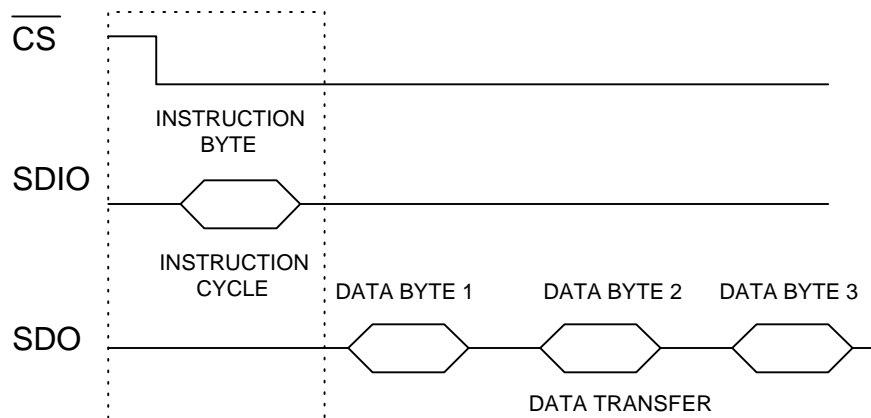 CS
INSTRUCTION
BYTE
SDIO
INSTRUCTION
CYCLE
DATA BYTE 1
DATA BYTE 2
DATA BYTE 3
SDO
DATA TRANSFER